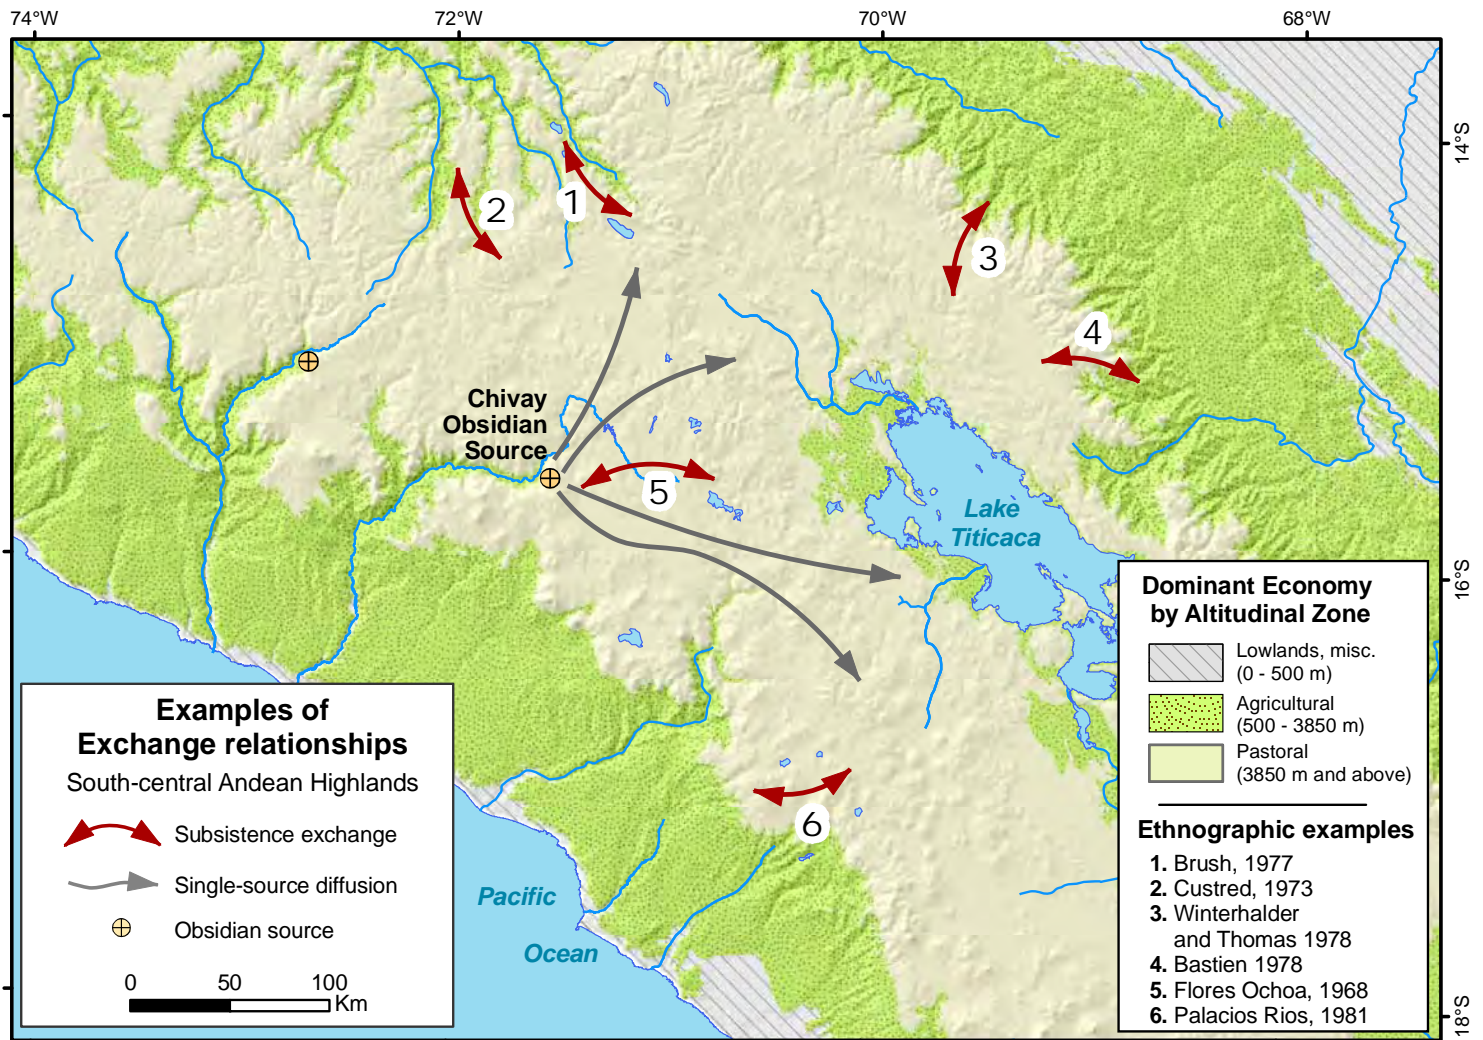 74°W
72°W
70°W
68°W
14°S
16°S
18°S
1
2
3
4
5
6
Chivay
Obsidian
Source
Lake
Titicaca
Pacific
Ocean
Examples of
Exchange relationships
South-central Andean Highlands
Subsistence exchange
Single-source diffusion
Obsidian source
0 50 100
Km
Dominant Economy
by Altitudinal Zone
Lowlands, misc.
(0 - 500 m)
Agricultural
(500 - 3850 m)
Pastoral
(3850 m and above)
Ethnographic examples
1. Brush, 1977
2. Custred, 1973
3. Winterhalder
and Thomas 1978
4. Bastien 1978
5. Flores Ochoa, 1968
6. Palacios Rios, 1981